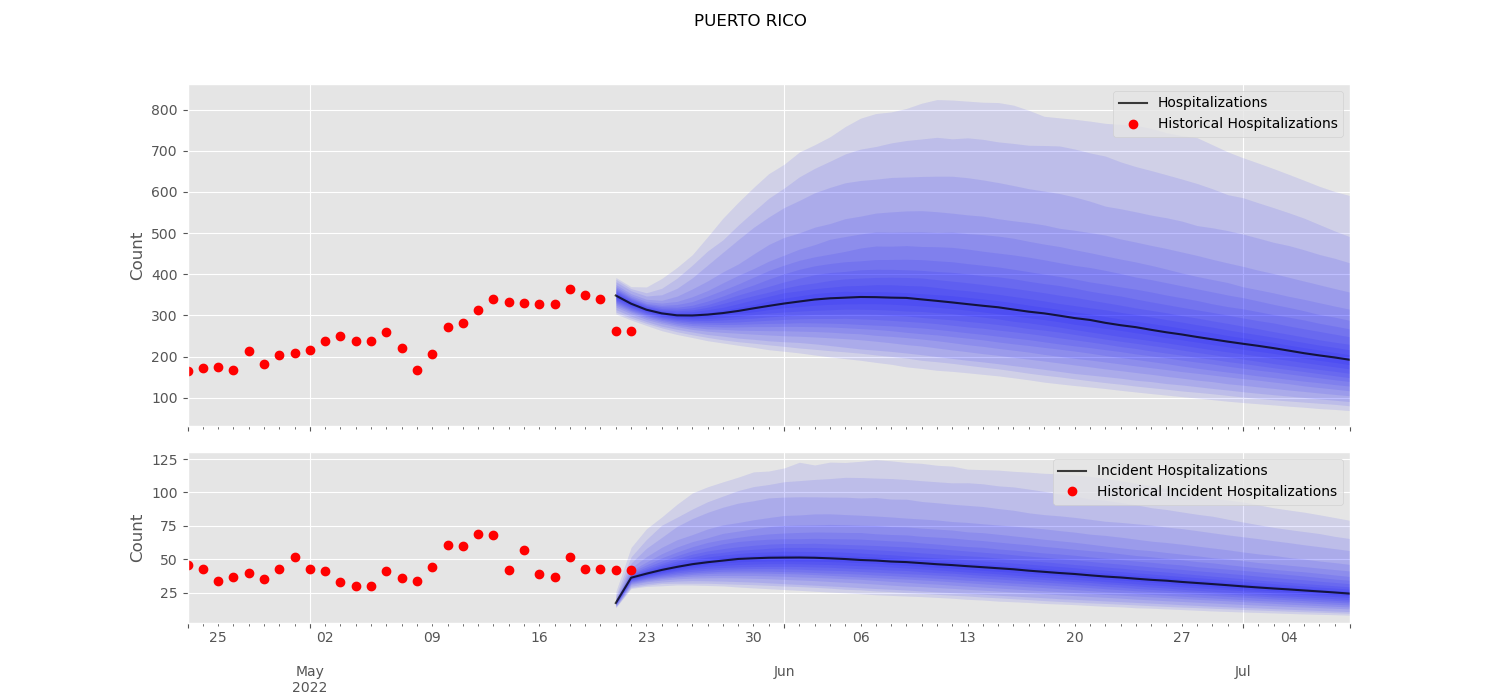 PUERTO RICO
Hospitalizations
Historical Hospitalizations
800
700
600
500
400
300
200
100
Count
Incident Hospitalizations
Historical Incident Hospitalizations
125
100
75
50
25
Count
25 02 09 16 23 30 06 13 20 27 04
May Jun Jul
2022